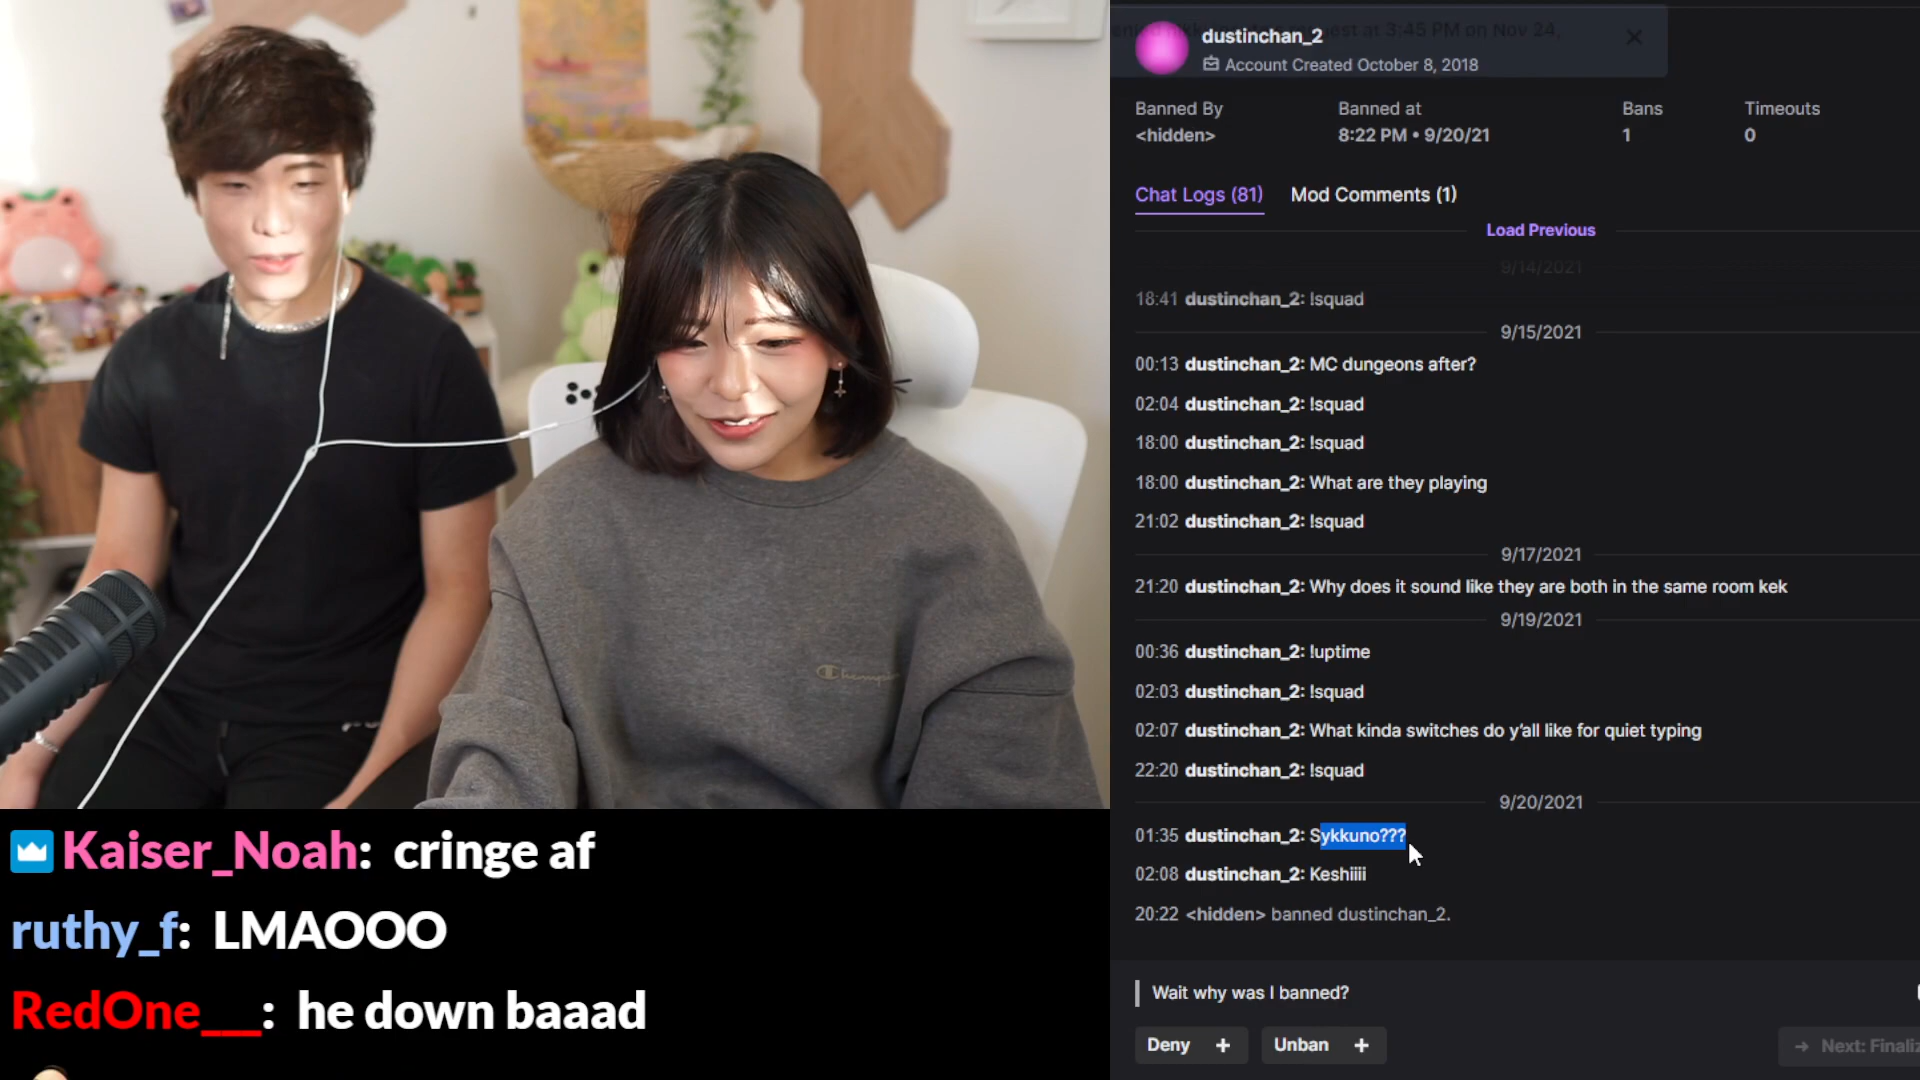 dustinchan_2
Account Created October 8, 2018
Banned By
Banned at
Bans
Timeouts
<hidden>
8:22 PM • 9/20/21
1
0
Chat Logs (81)
Mod Comments (1)
Load Previous
9/14/2021
18:41 dustinchan_2: !squad
9/15/2021
00:13 dustinchan_2: MC dungeons after?
02:04 dustinchan_2: !squad
18:00 dustinchan_2: !squad
18:00 dustinchan_2: What are they playing
21:02 dustinchan_2: !squad
9/17/2021
21:20 dustinchan_2: Why does it sound like they are both in the same room kek
9/19/2021
00:36 dustinchan_2: !uptime
02:03 dustinchan_2: !squad
02:07 dustinchan_2: What kinda switches do y'all like for quiet typing
22:20 dustinchan_2: !squad
9/20/2021
01:35 dustinchan_2: Sykkuno???
02:08 dustinchan_2: Keshiiii
20:22 <hidden> banned dustinchan_2.
Wait why was I banned?
Deny +
Unban +
Next:
Champion
Kaiser_Noah: cringe af
ruthy_f: LMAOOO
RedOne__: he down baaad